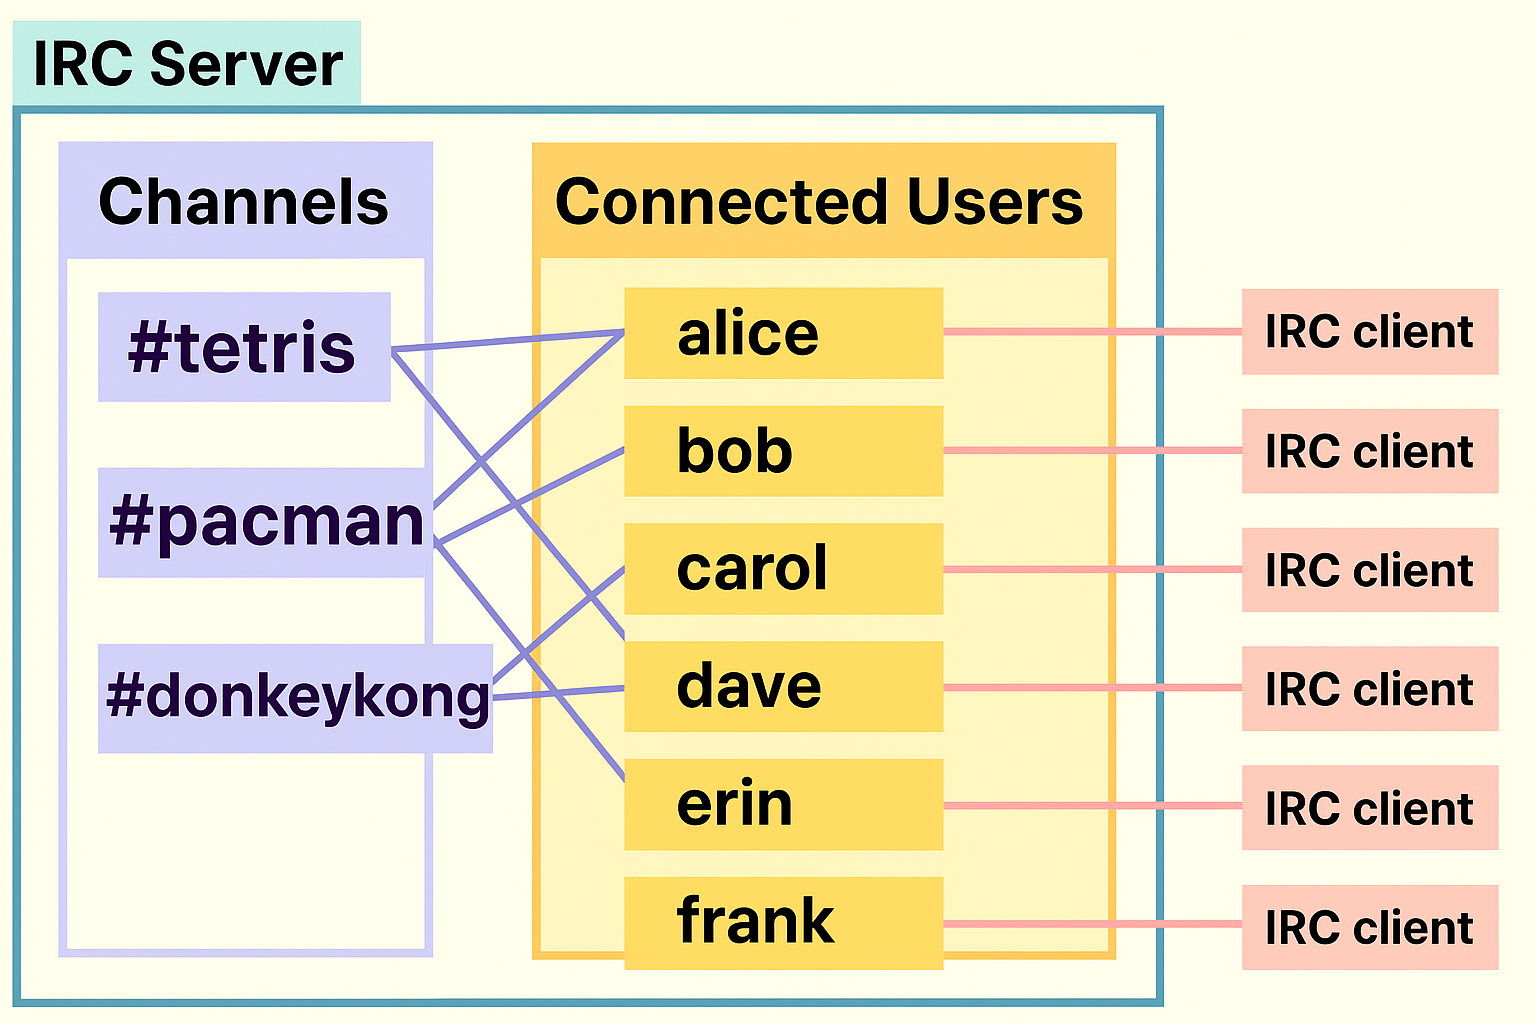 IRC Server
Channels
#tetris
#pacman
#donkeykong
Connected Users
alice
bob
carol
dave
erin
frank
IRC client
IRC client
IRC client
IRC client
IRC client
IRC client